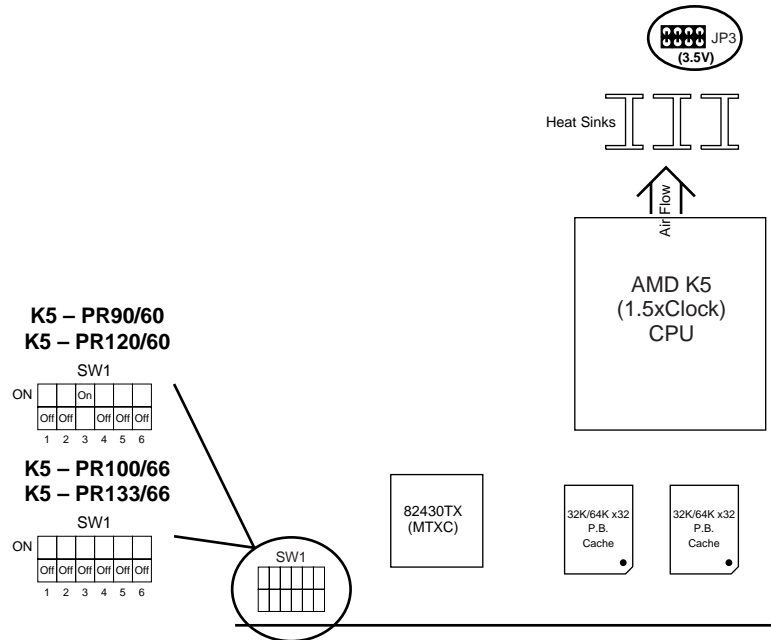 JP3
(3.5V)
Heat Sinks
Air Flow
AMD K5
(1.5xClock)
CPU
K5 – PR90/60
K5 – PR120/60
SW1
ON
On
Off Off Off Off Off
1 2 3 4 5 6
K5 – PR100/66
K5 – PR133/66
SW1
ON
Off Off Off Off Off Off
1 2 3 4 5 6
SW1
82430TX
(MTXC)
32K/64K x32
P.B.
Cache
32K/64K x32
P.B.
Cache